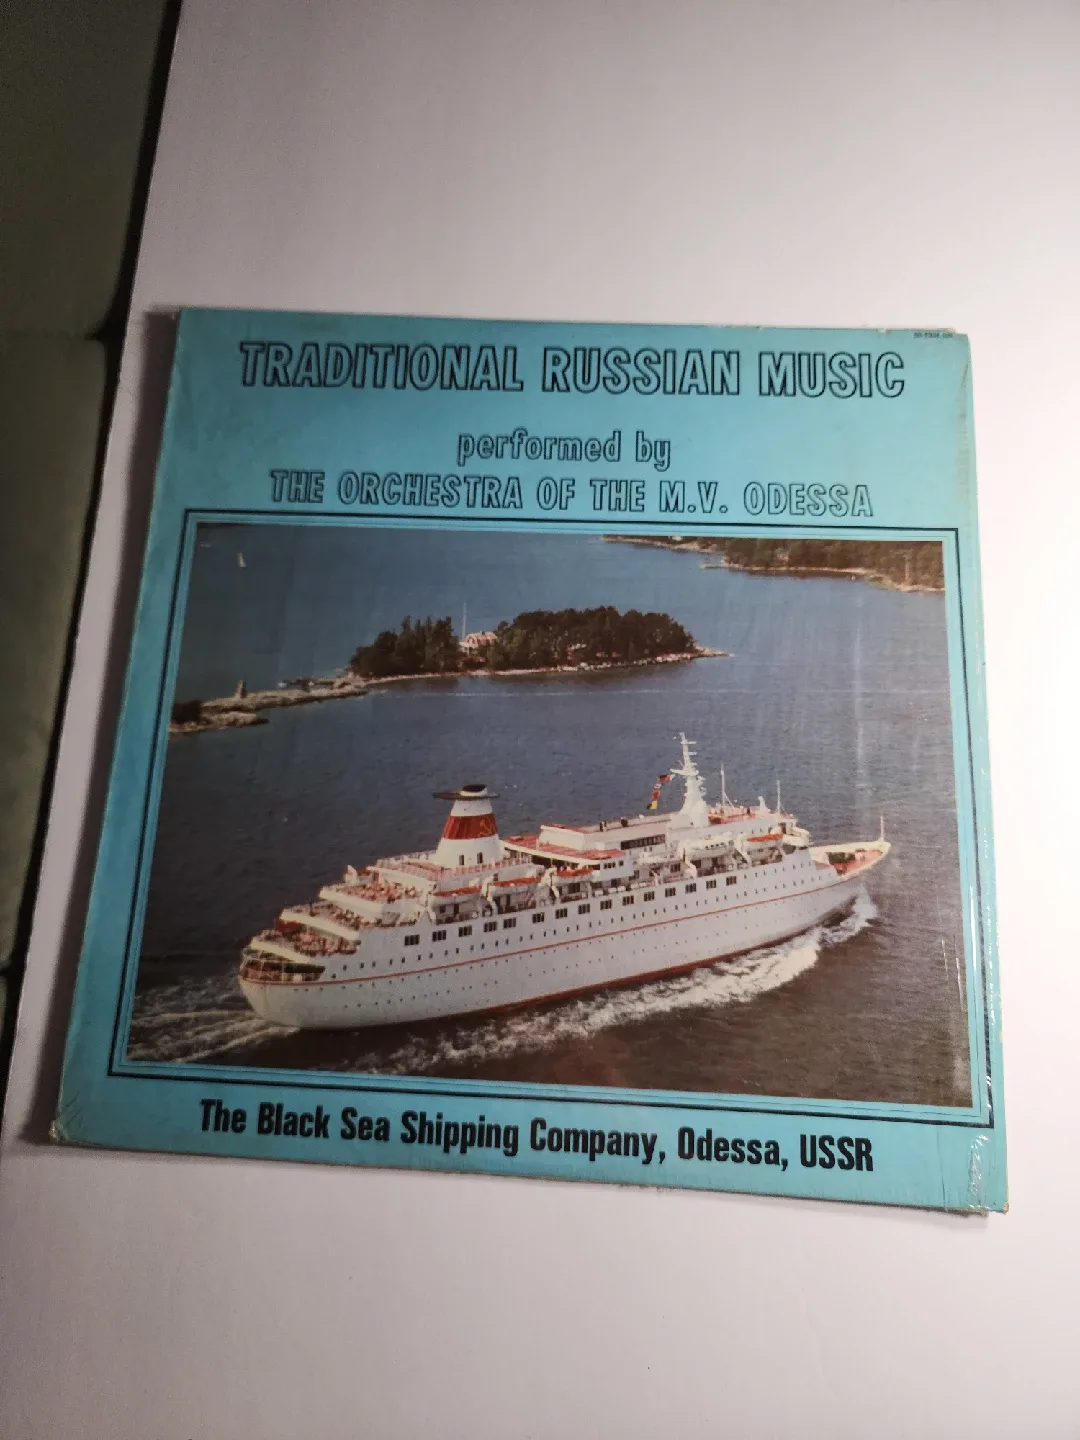 TRADITIONAL RUSSIAN MUSIC
performed by
THE ORCHESTRA OF THE M.V. ODESSA
The Black Sea Shipping Company, Odessa, USSR